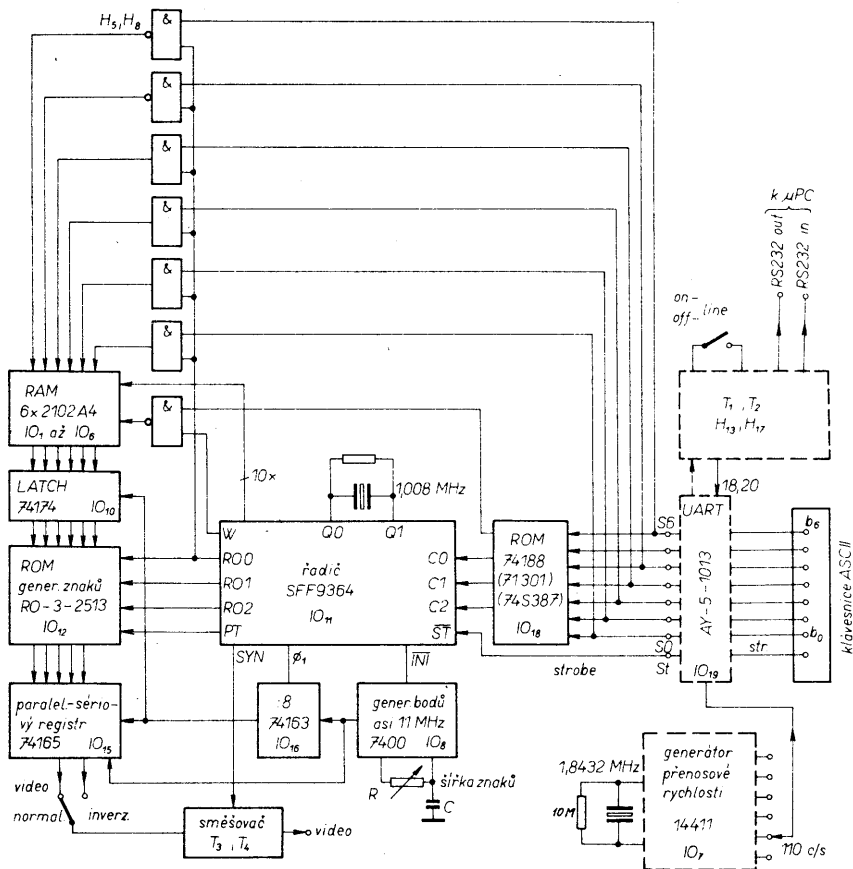 H₅, H₈
&
&
&
&
&
&
&
k µPC
RS232 out
RS232 in
on-
off-
line
T₁, T₂
H₁₃, H₁₇
18,20
RAM
6x2102A4
IO₁ až IO₆
LATCH
74174
IO₁₀
ROM
gener. znaků
RO-3-2513
IO₁₂
paralel.-sério-
vý registr
74165
IO₁₅
10x
1,008 MHz
W
Q0
Q1
RO0
RO1
RO2
PT
řadič
SFF9364
IO₁₁
C0
C1
C2
ST
SYN
φ₁
INI
ROM
74188
(71301)
(74S387)
IO₁₈
S6
S0
St
strobe
UART
AY-5-1013
IO₁₉
b₆
b₀
str.
klávesnice ASCII
:8
74163
IO₁₆
gener. bodů
asi 11 MHz
7400
IO₈
R
šířka znaků
C
video
normal.
inverz.
směšovač
T₃, T₄
video
1,8432 MHz
10M
generátor
přenosové
rychlosti
14411
IO₇
110 c/s